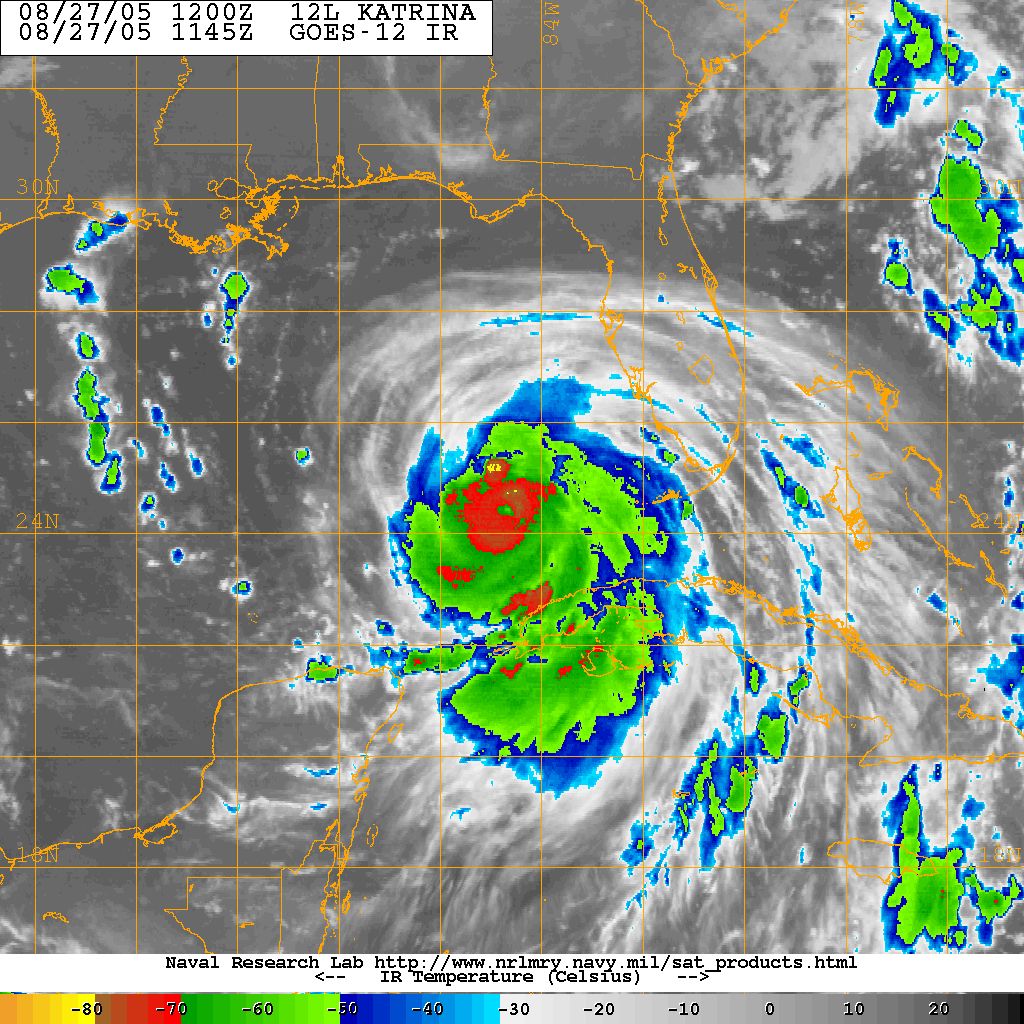 08/27/05 1200Z 12L KATRINA
08/27/05 1145Z GOES-12 IR
84W
30N
24N
24N
18N
18N
Naval Research Lab http://www.nrlmry.navy.mil/sat_products.html
<-- IR Temperature (Celsius) -->
-80 -70 -60 -50 -40 -30 -20 -10 0 10 20